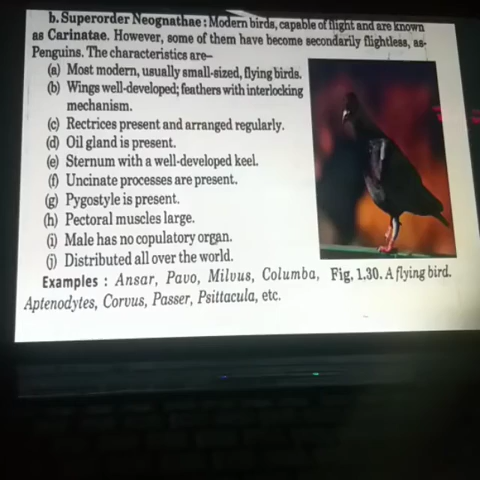 b. Superorder Neognathae : Modern birds, capable of flight and are known
as Carinatae. However, some of them have become secondarily flightless, as-
Penguins. The characteristics are–
(a) Most modern, usually small-sized, flying birds.
(b) Wings well-developed; feathers with interlocking
mechanism.
(c) Rectrices present and arranged regularly.
(d) Oil gland is present.
(e) Sternum with a well-developed keel.
(f) Uncinate processes are present.
(g) Pygostyle is present.
(h) Pectoral muscles large.
(i) Male has no copulatory organ.
(j) Distributed all over the world.
Examples : Ansar, Pavo, Milvus, Columba,
Aptenodytes, Corvus, Passer, Psittacula, etc.
Fig. 1.30. A flying bird.